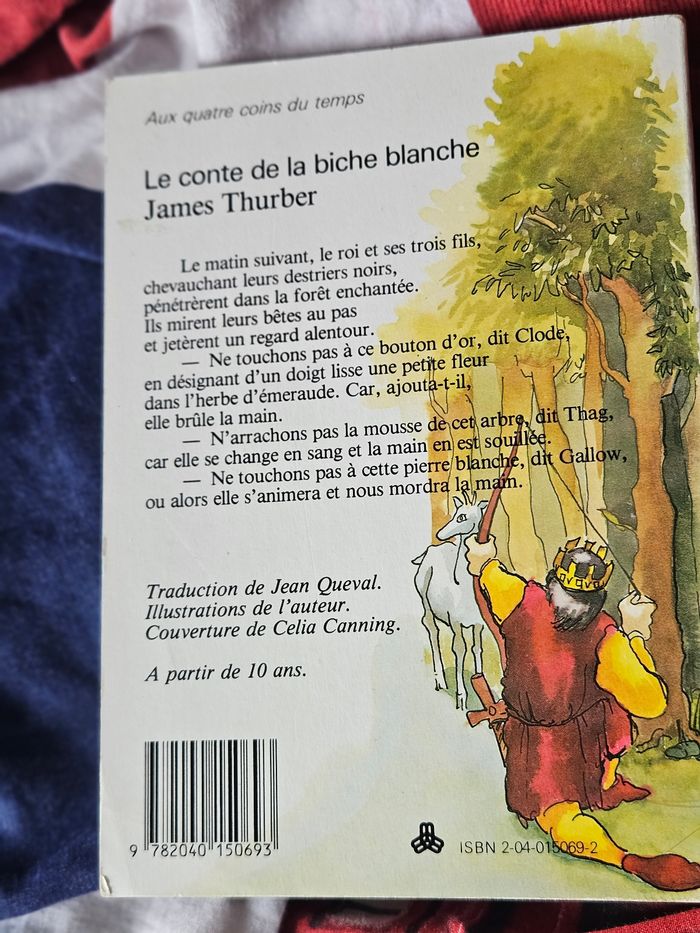 Aux quatre coins du temps
Le conte de la biche blanche
James Thurber
Le matin suivant, le roi et ses trois fils,
chevauchant leurs destriers noirs,
pénétrèrent dans la forêt enchantée.
Ils mirent leurs bêtes au pas
et jetèrent un regard alentour.
— Ne touchons pas à ce bouton d'or, dit Clode,
en désignant d'un doigt lisse une petite fleur
dans l'herbe d'émeraude. Car, ajouta-t-il,
elle brûle la main.
— N'arrachons pas la mousse de cet arbre, dit Thag,
car elle se change en sang et la main en est souillée.
— Ne touchons pas à cette pierre blanche, dit Gallow,
ou alors elle s'animera et nous mordra la main.
Traduction de Jean Queval.
Illustrations de l'auteur.
Couverture de Celia Canning.
A partir de 10 ans.
9 782040 150693
ISBN 2-04-015069-2